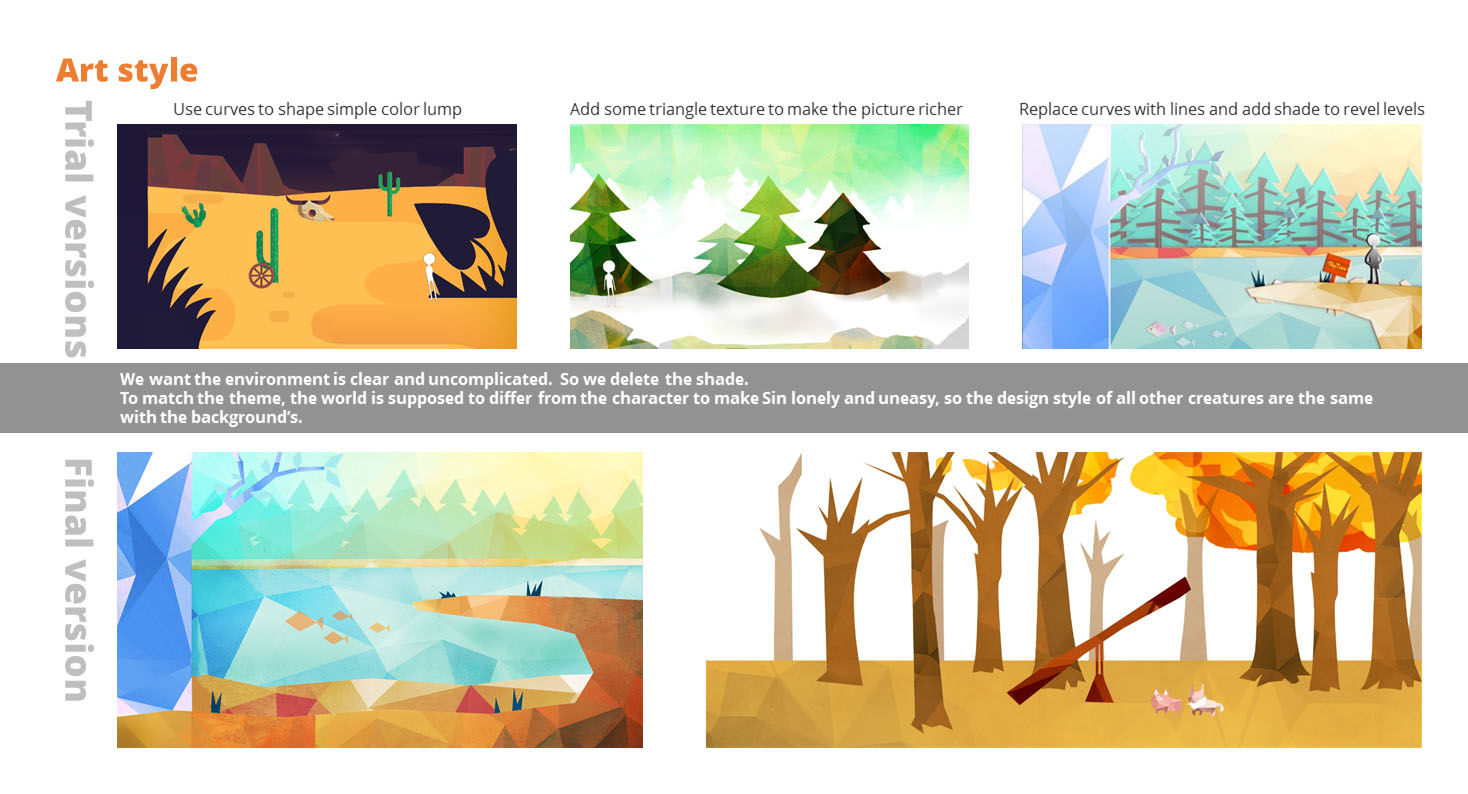 Art style
Trial versions
Use curves to shape simple color lump
Add some triangle texture to make the picture richer
Replace curves with lines and add shade to revel levels
We want the environment is clear and uncomplicated. So we delete the shade.
To match the theme, the world is supposed to differ from the character to make Sin lonely and uneasy, so the design style of all other creatures are the same
with the background's.
Final version